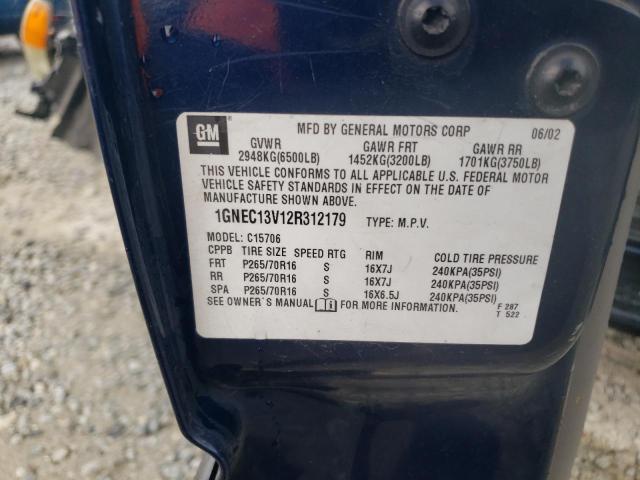 GM
MFD BY GENERAL MOTORS CORP 06/02
GVWR GAWR FRT GAWR RR
2948KG(6500LB) 1452KG(3200LB) 1701KG(3750LB)
THIS VEHICLE CONFORMS TO ALL APPLICABLE U.S. FEDERAL MOTOR
VEHICLE SAFETY STANDARDS IN EFFECT ON THE DATE OF
MANUFACTURE SHOWN ABOVE.
1GNEC13V12R312179 TYPE: M.P.V.
MODEL: C15706
CPPB TIRE SIZE SPEED RTG RIM COLD TIRE PRESSURE
FRT P265/70R16 S 16X7J 240KPA(35PSI)
RR P265/70R16 S 16X7J 240KPA(35PSI)
SPA P265/70R16 S 16X6.5J 240KPA(35PSI)
SEE OWNER'S MANUAL i FOR MORE INFORMATION. F 287
T 522